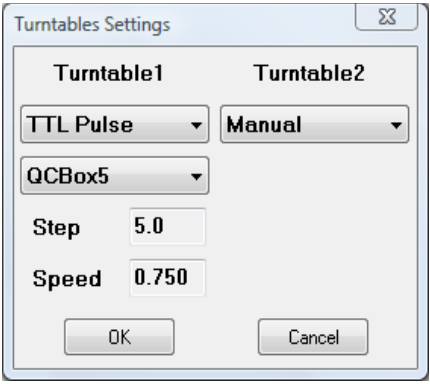 Turntables Settings
Turntable1 Turntable2
TTL Pulse Manual
QCBox5
Step 5.0
Speed 0.750
OK Cancel